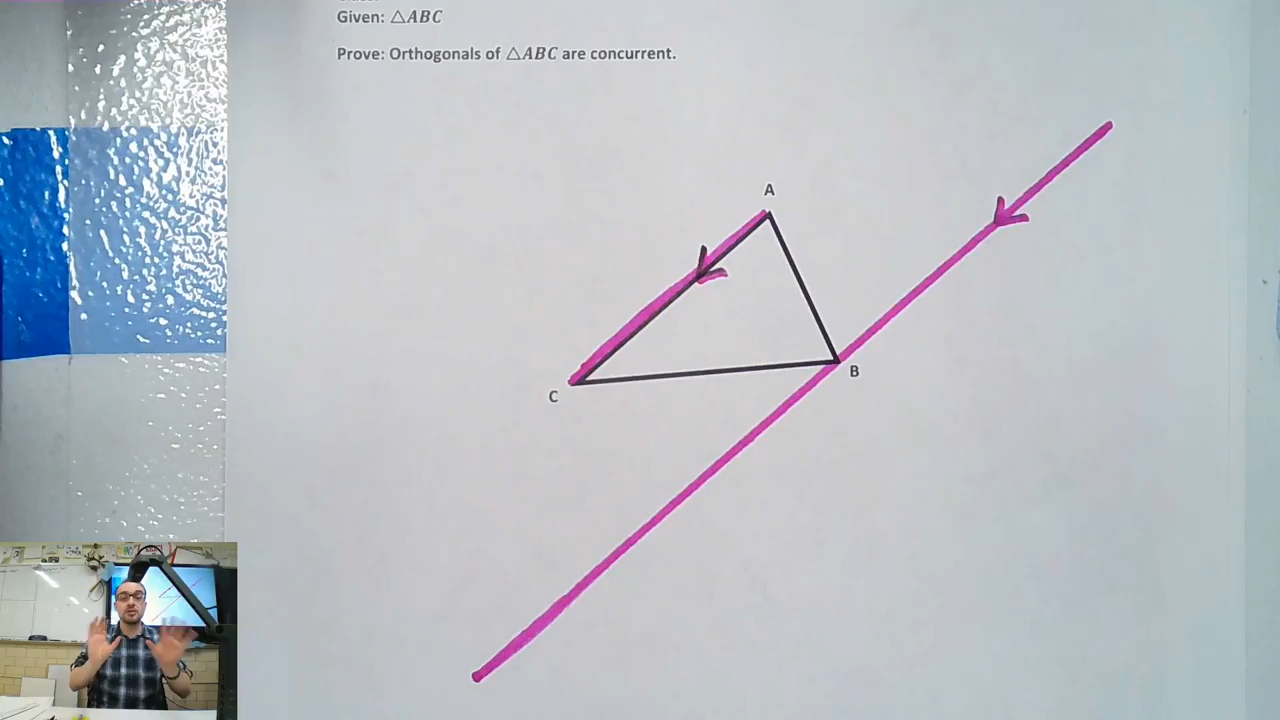 Given: △ABC
Prove: Orthogonals of △ABC are concurrent.
A
B
C